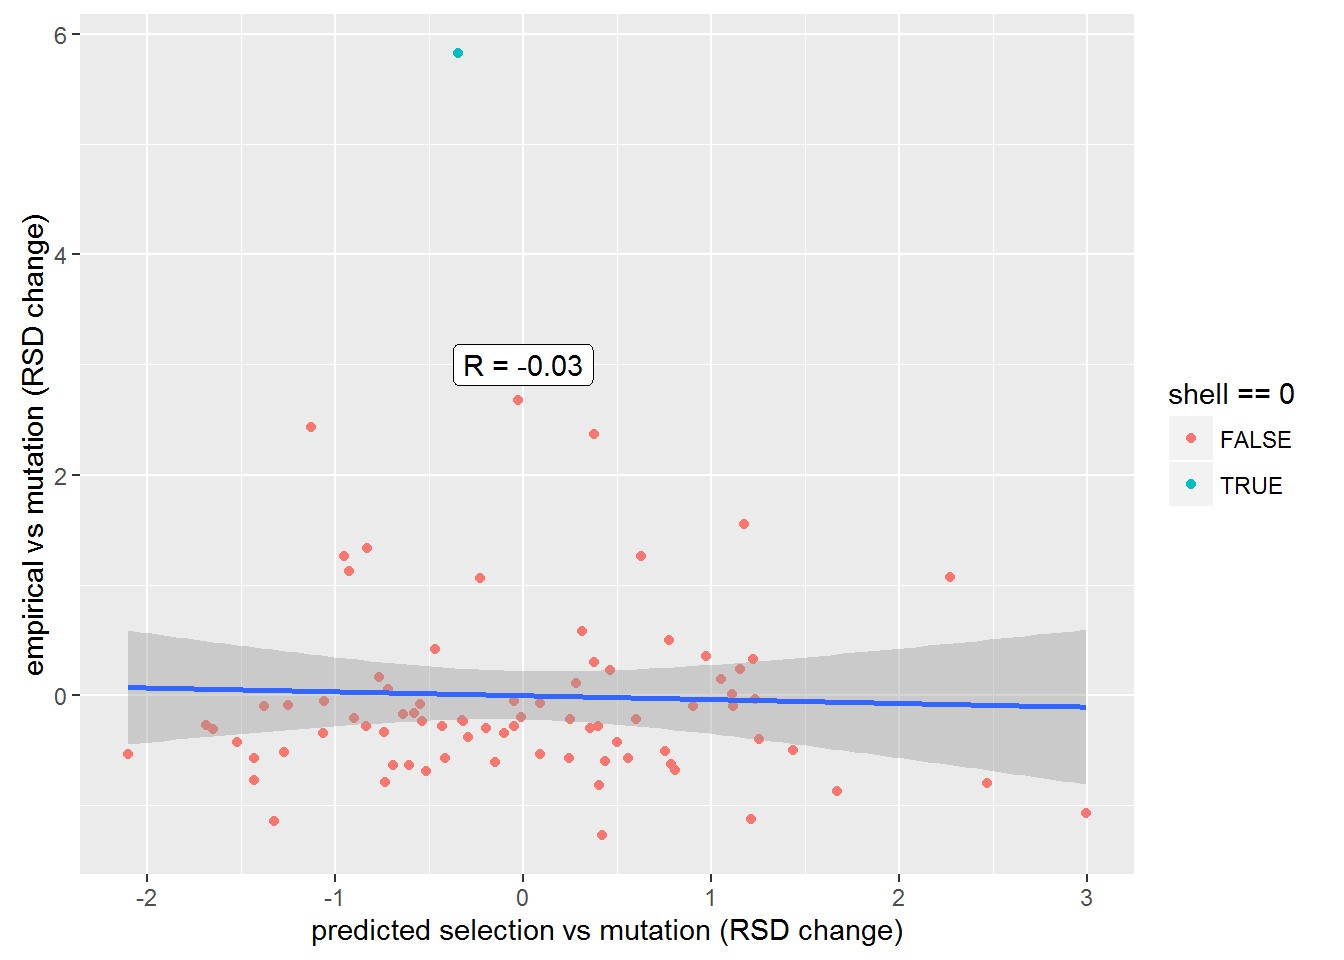 6
4
2
0
-2
-1
0
1
2
3
empirical vs mutation (RSD change)
predicted selection vs mutation (RSD change)
R = -0.03
shell == 0
FALSE
TRUE